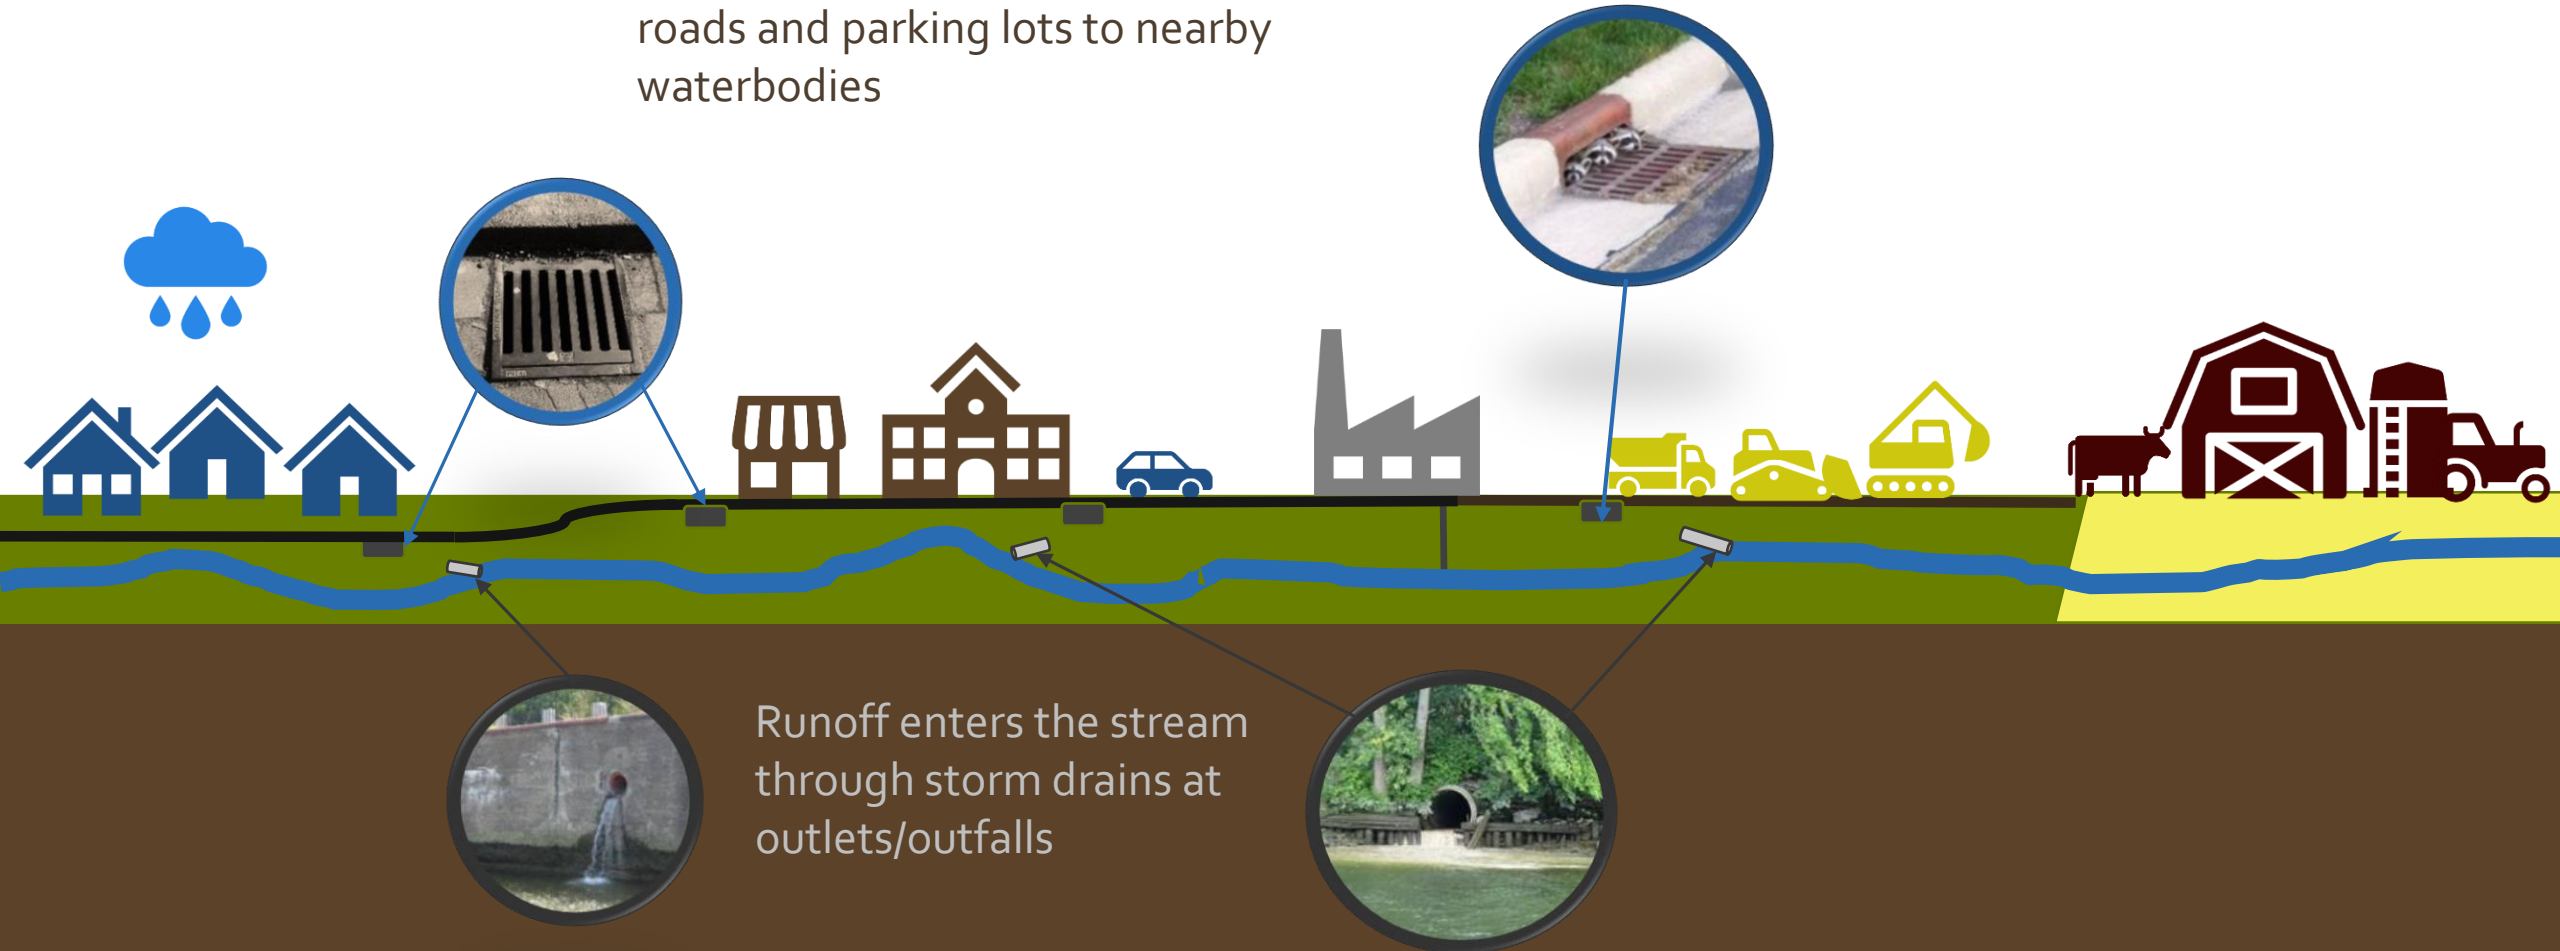 roads and parking lots to nearby
waterbodies
Runoff enters the stream
through storm drains at
outlets/outfalls